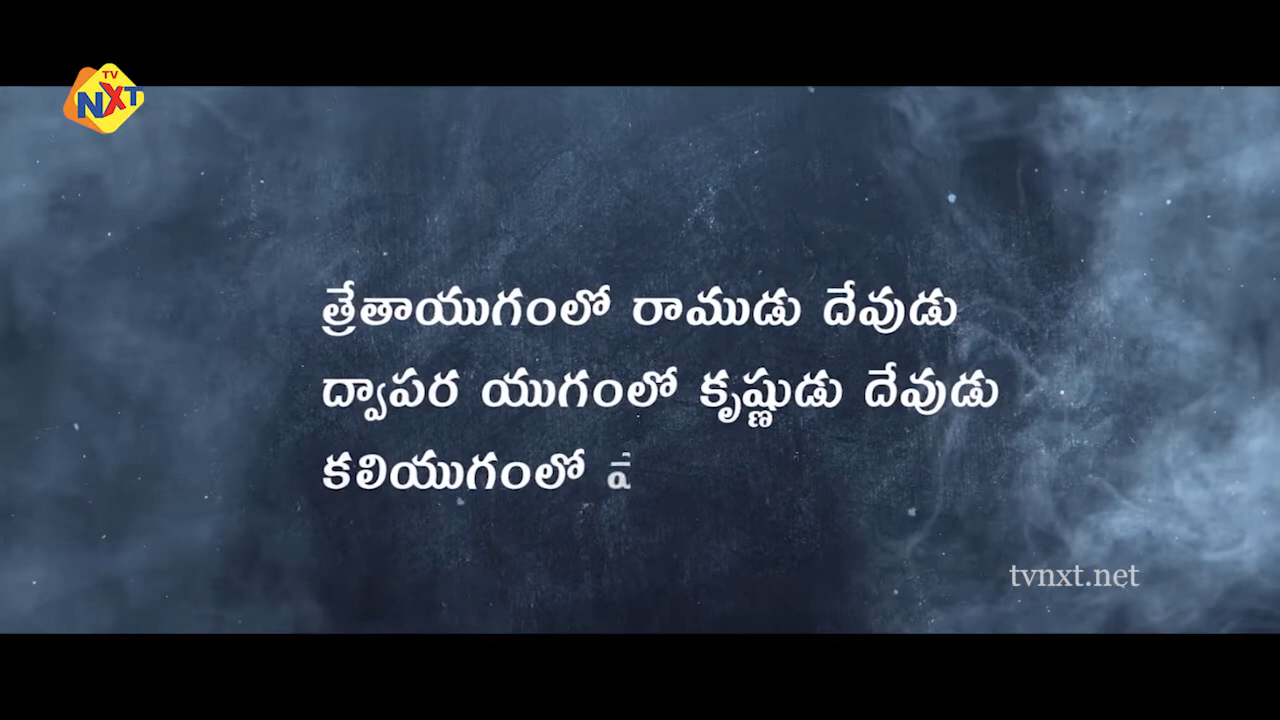 TV
NXT
త్రేతాయుగంలో రాముడు దేవుడు
ద్వాపర యుగంలో కృష్ణుడు దేవుడు
కలియుగంలో
tvnxt.net